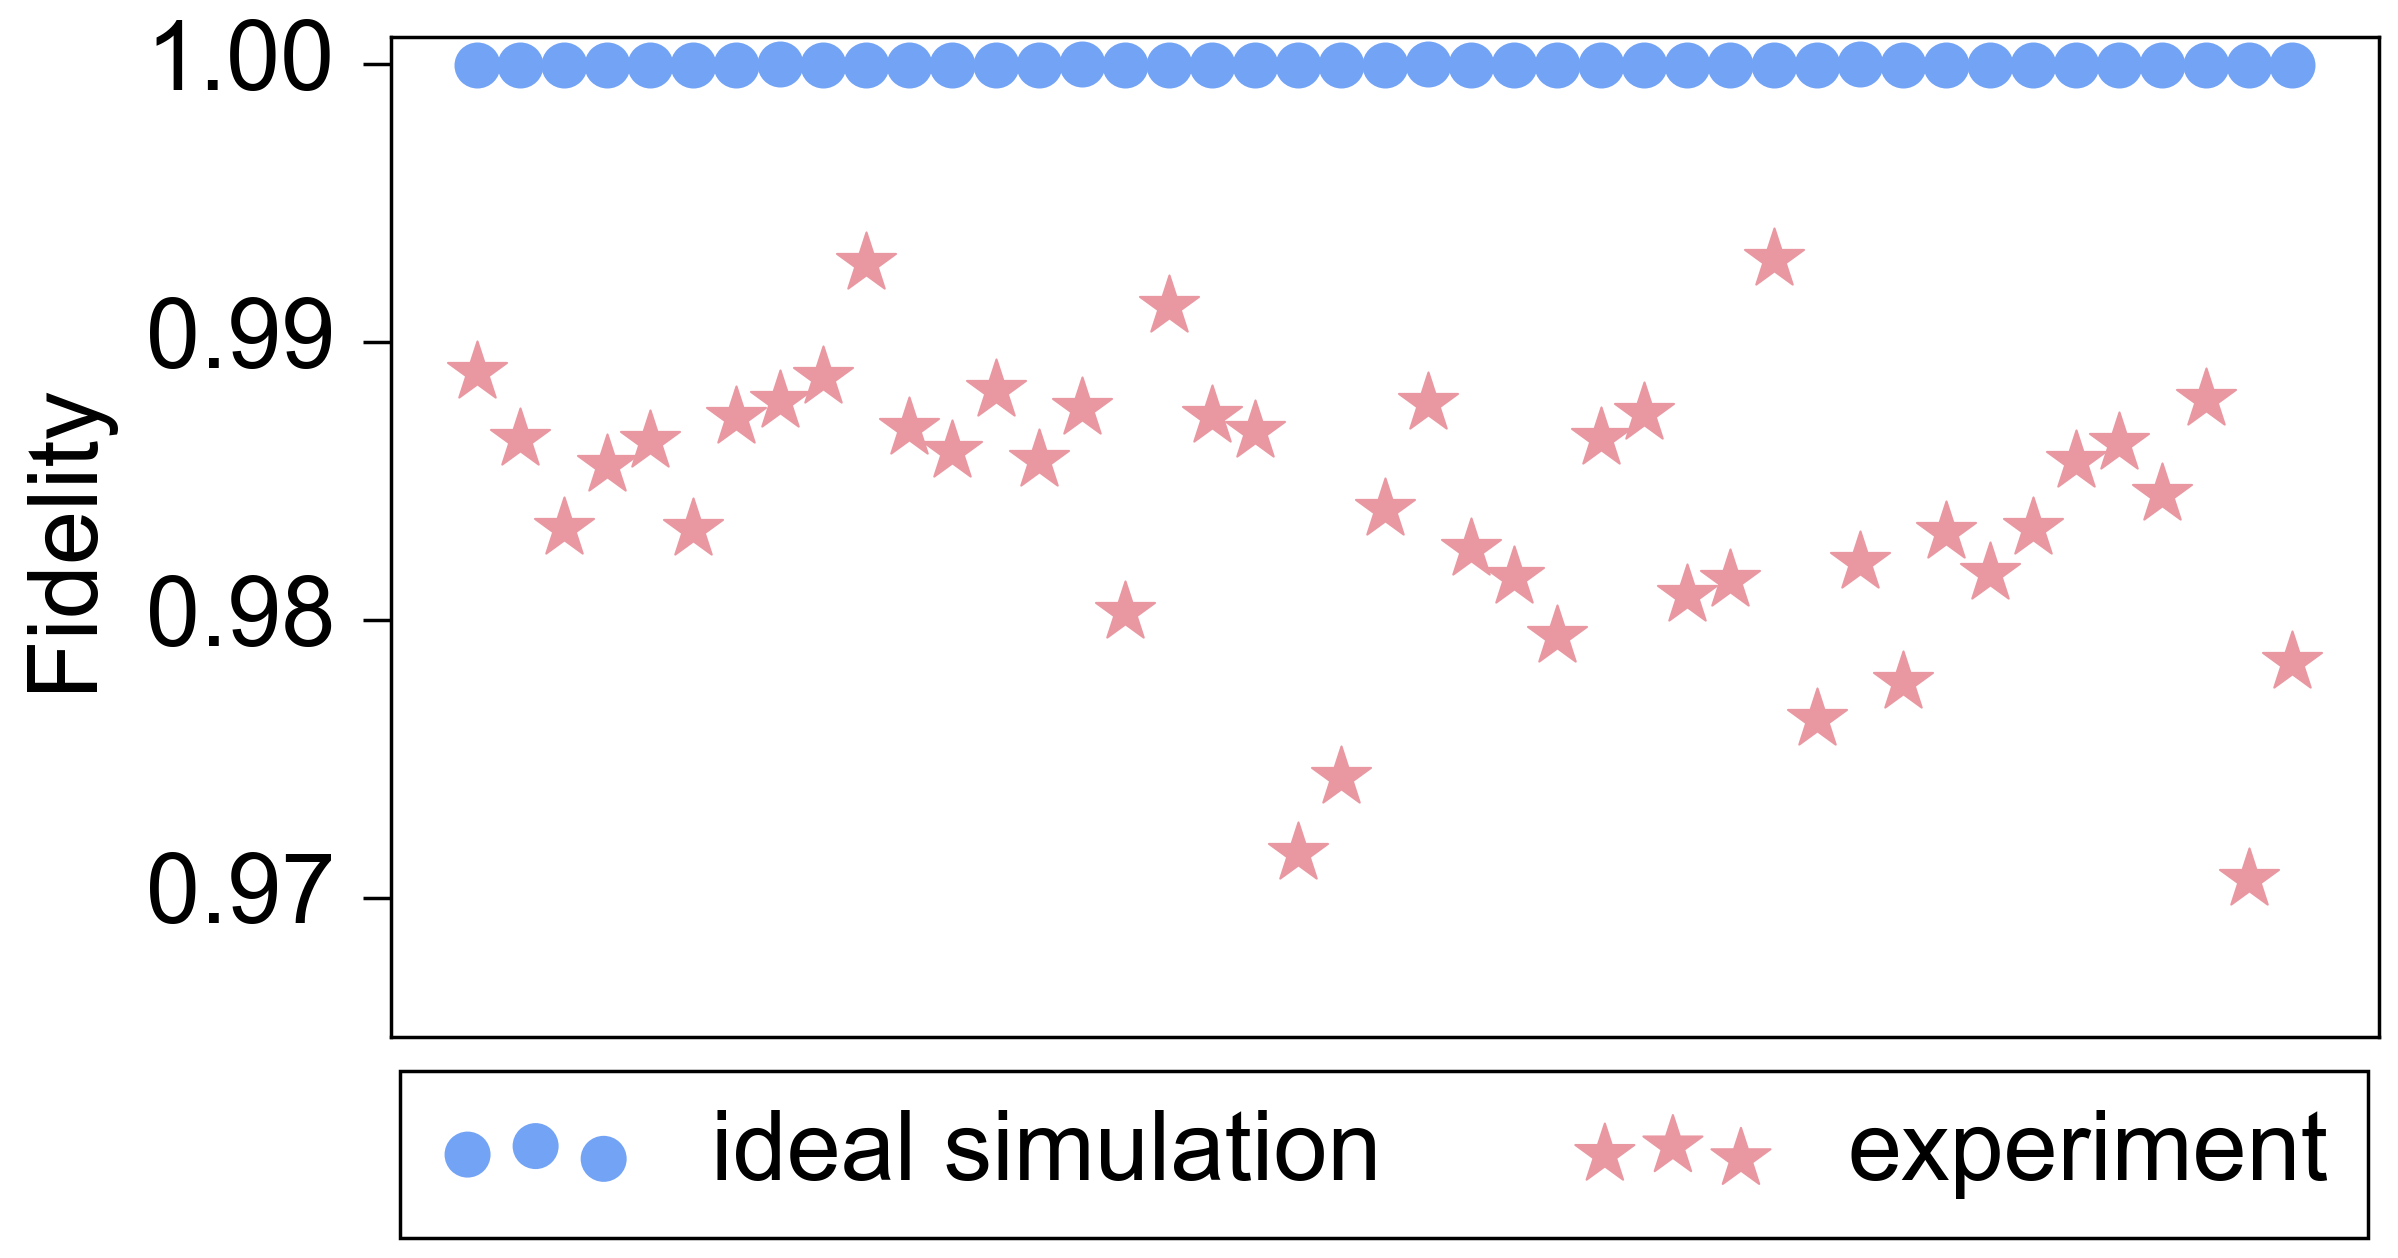 1.00
0.99
0.98
0.97
Fidelity
ideal simulation
experiment